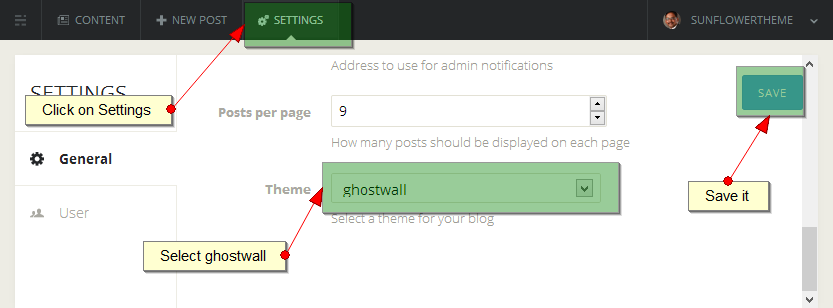 CONTENT
NEW POST
SETTINGS
SUNFLOWERTHEME
SETTINGS
Click on Settings
General
User
Address to use for admin notifications
Posts per page
9
How many posts should be displayed on each page
Theme
ghostwall
Select a theme for your blog
Select ghostwall
SAVE
Save it